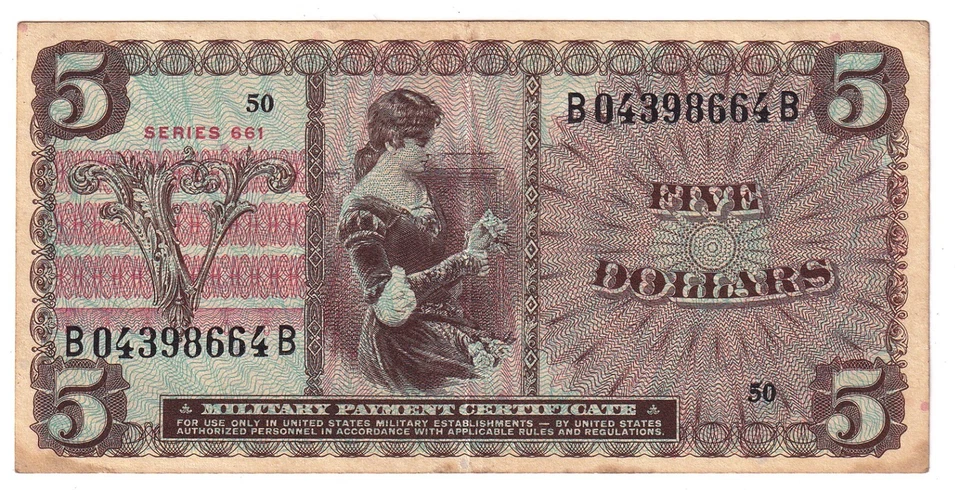 5
5
50
B04398664B
SERIES 661
FIVE
DOLLARS
V
B04398664B
50
5
5
MILITARY PAYMENT CERTIFICATE
FOR USE ONLY IN UNITED STATES MILITARY ESTABLISHMENTS — BY UNITED STATES
AUTHORIZED PERSONNEL IN ACCORDANCE WITH APPLICABLE RULES AND REGULATIONS.